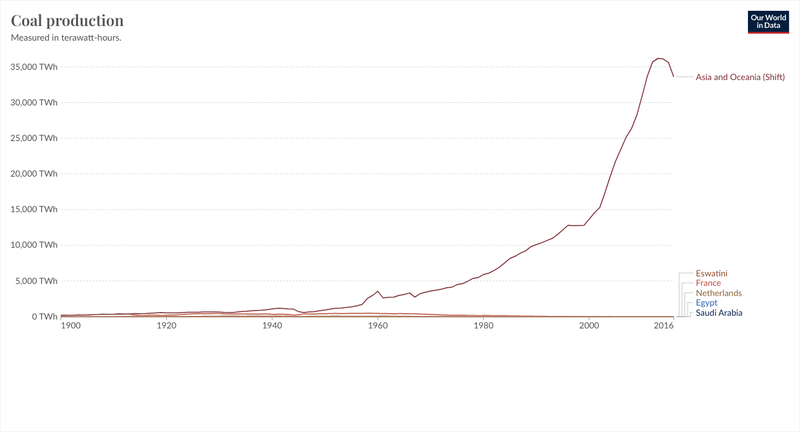 Coal production
Measured in terawatt-hours.
Our World
in Data
35,000 TWh
30,000 TWh
25,000 TWh
20,000 TWh
15,000 TWh
10,000 TWh
5,000 TWh
0 TWh
Asia and Oceania (Shift)
Eswatini
France
Netherlands
Egypt
Saudi Arabia
1900 1920 1940 1960 1980 2000 2016